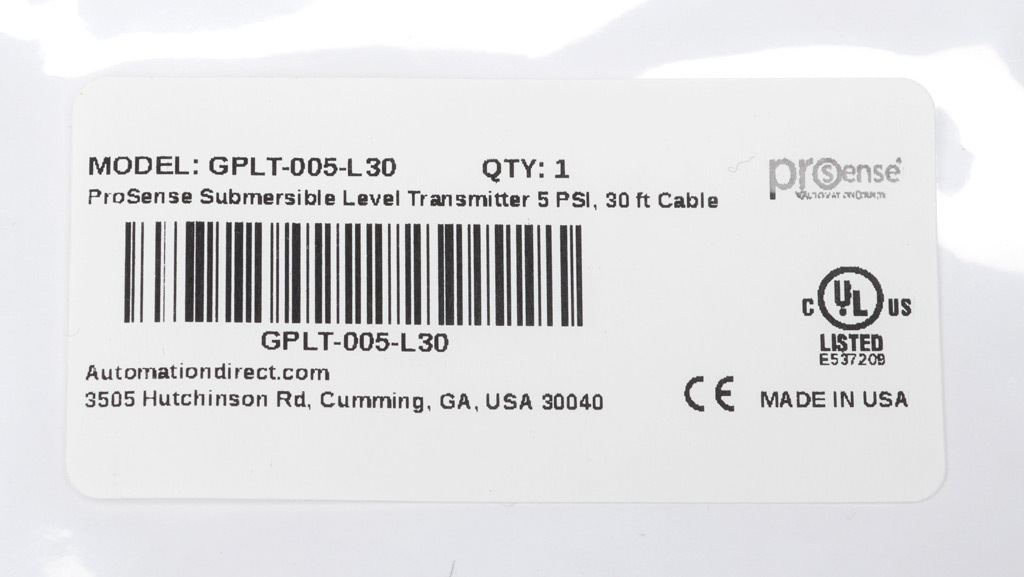 MODEL: GPLT-005-L30 QTY: 1
ProSense Submersible Level Transmitter 5 PSI, 30 ft Cable
prosense
GPLT-005-L30
C UL US
LISTED
E537209
Automationdirect.com
3505 Hutchinson Rd, Cumming, GA, USA 30040
CE MADE IN USA